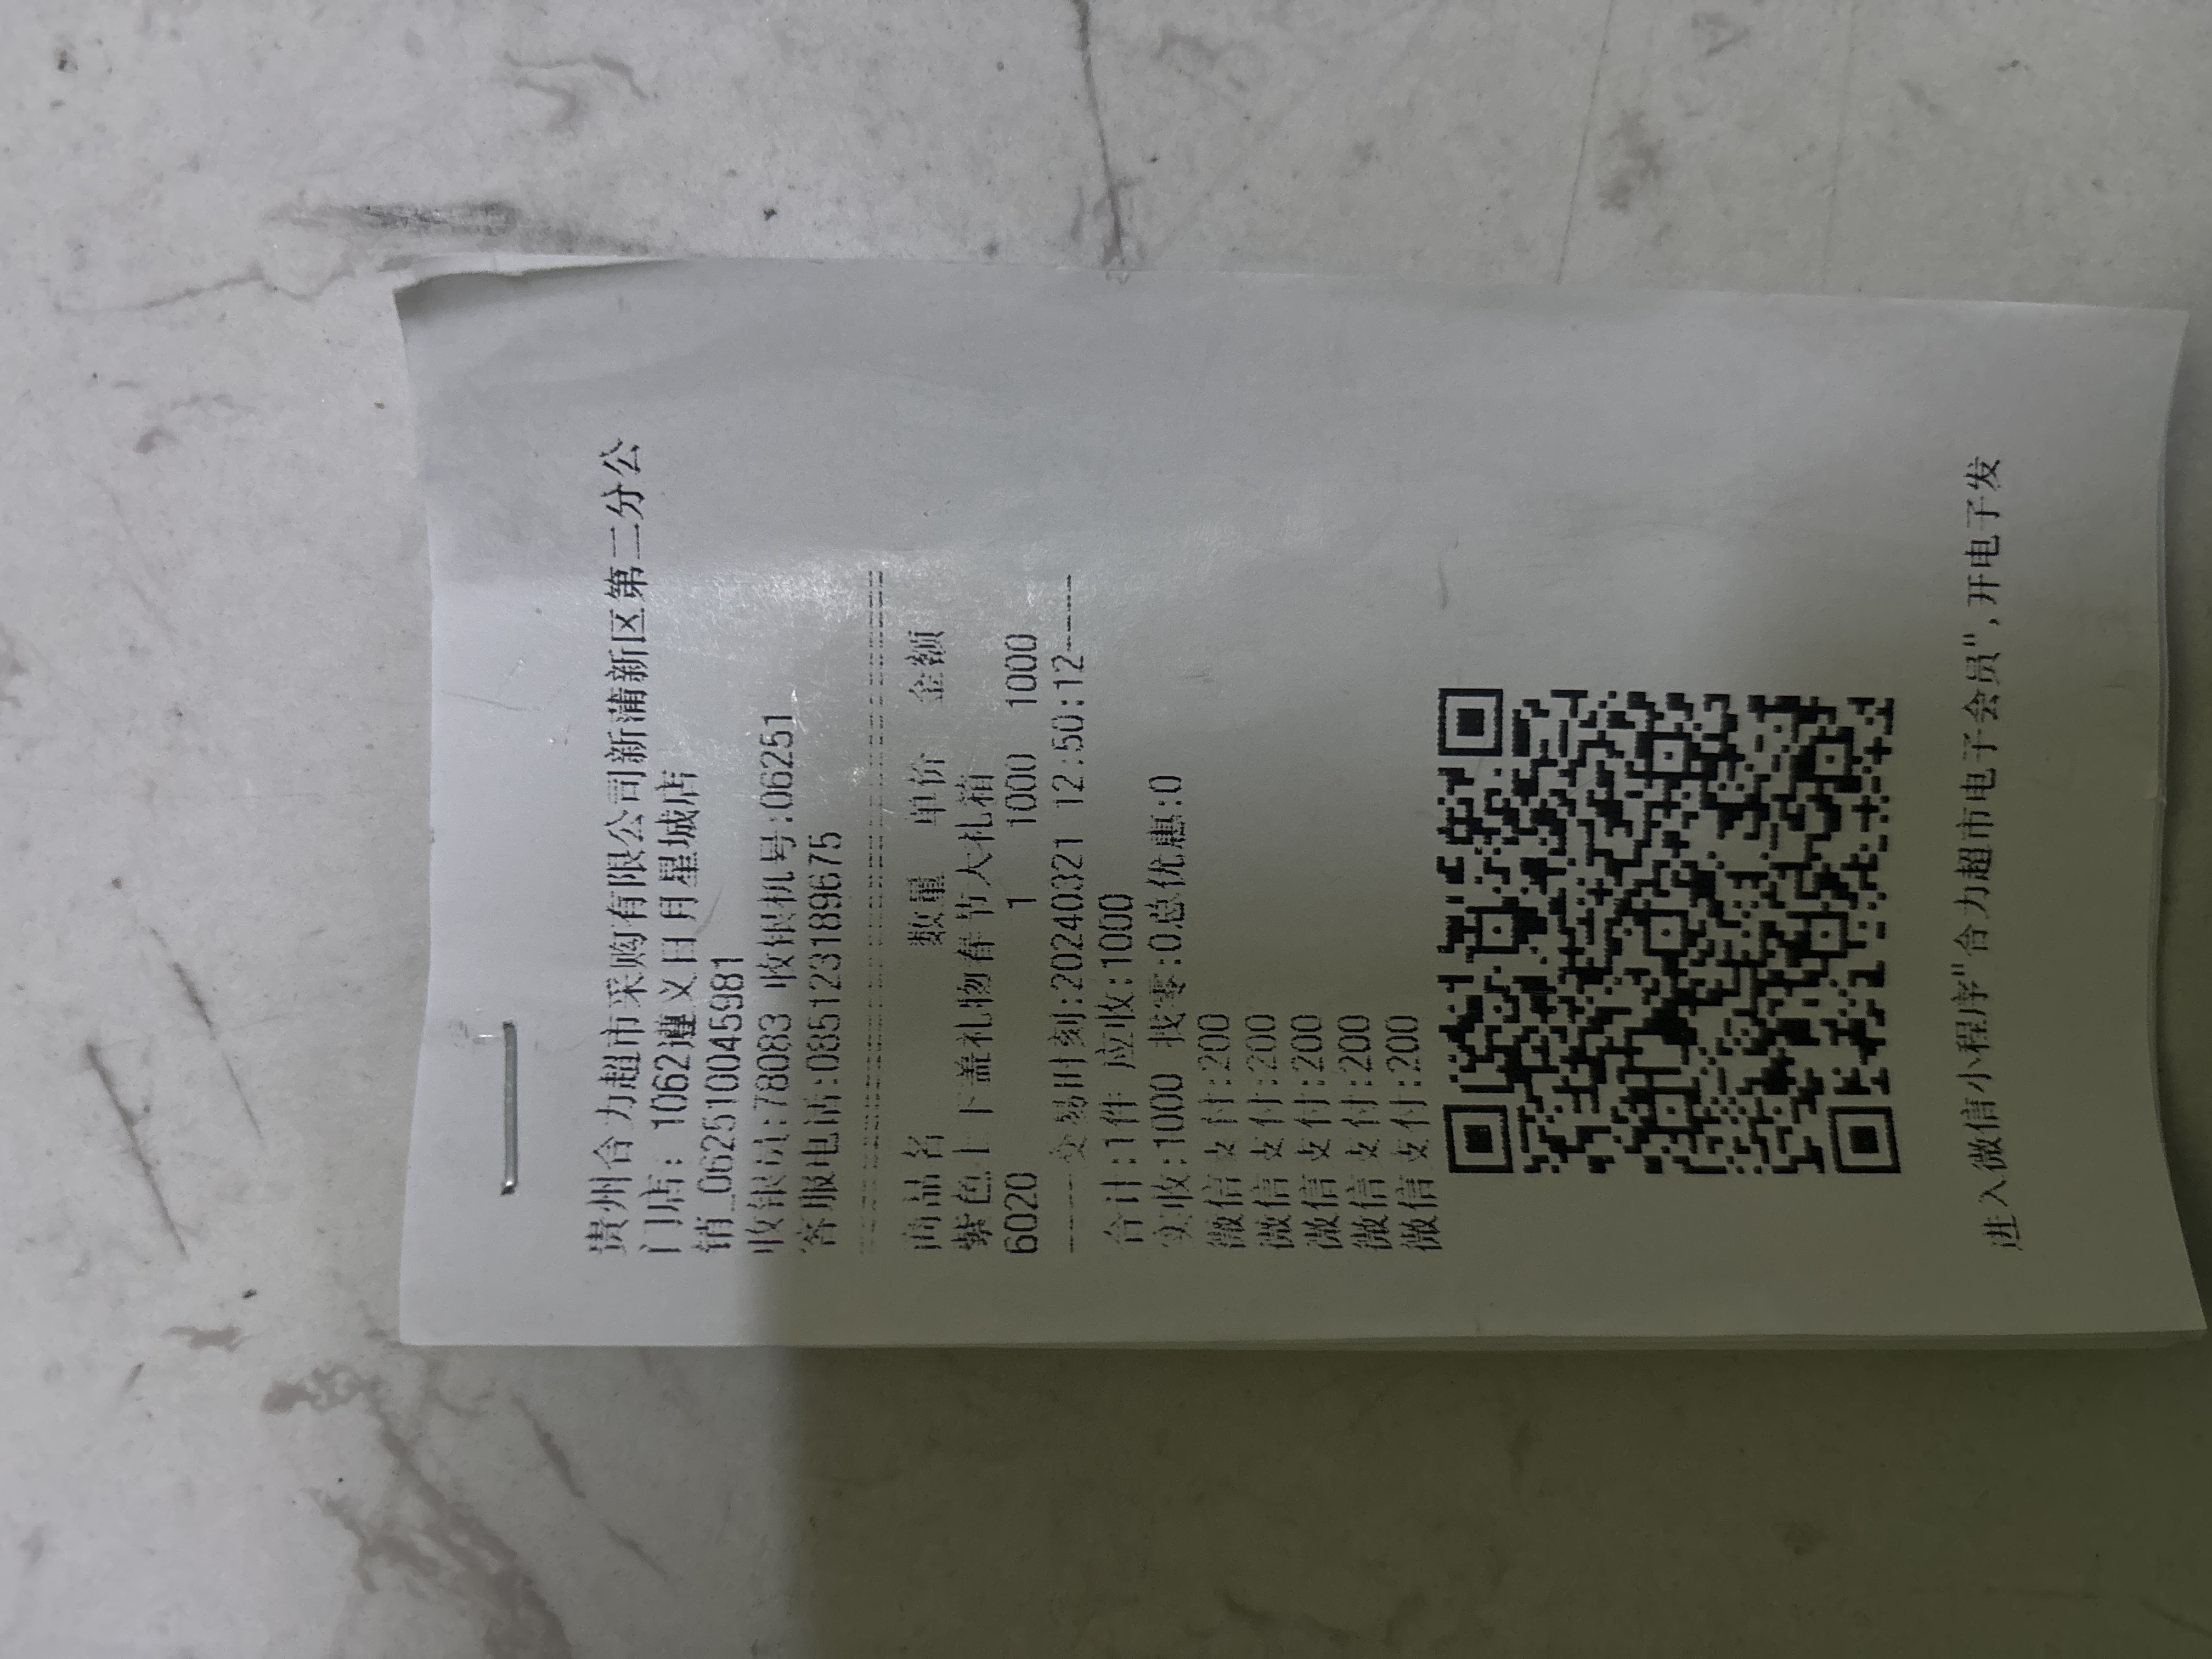 贵州合力超市采购有限公司新蒲新区第二分公
门店: 1062遵义日月星城店
销_062510045981
收银员:78083 收银机号:06251
客服电话:085123189675
商品名 数量 单价 金额
紫色上下盖礼物春节大礼箱
6020 1 1000 1000
-----交易时刻:20240321 12:50:12-----
合计:1件 应收:1000
实收:1000 找零:0总优惠:0
微信支付:200
微信支付:200
微信支付:200
微信支付:200
微信支付:200
进入微信小程序"合力超市电子会员",开电子发